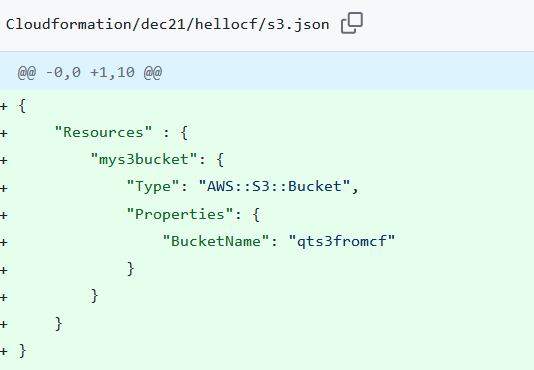 Cloudformation/dec21/hellocf/s3.json
@@ -0,0 +1,10 @@
+ {
+     "Resources" : {
+         "mys3bucket": {
+             "Type": "AWS::S3::Bucket",
+             "Properties": {
+                 "BucketName": "qts3fromcf"
+             }
+         }
+     }
+ }